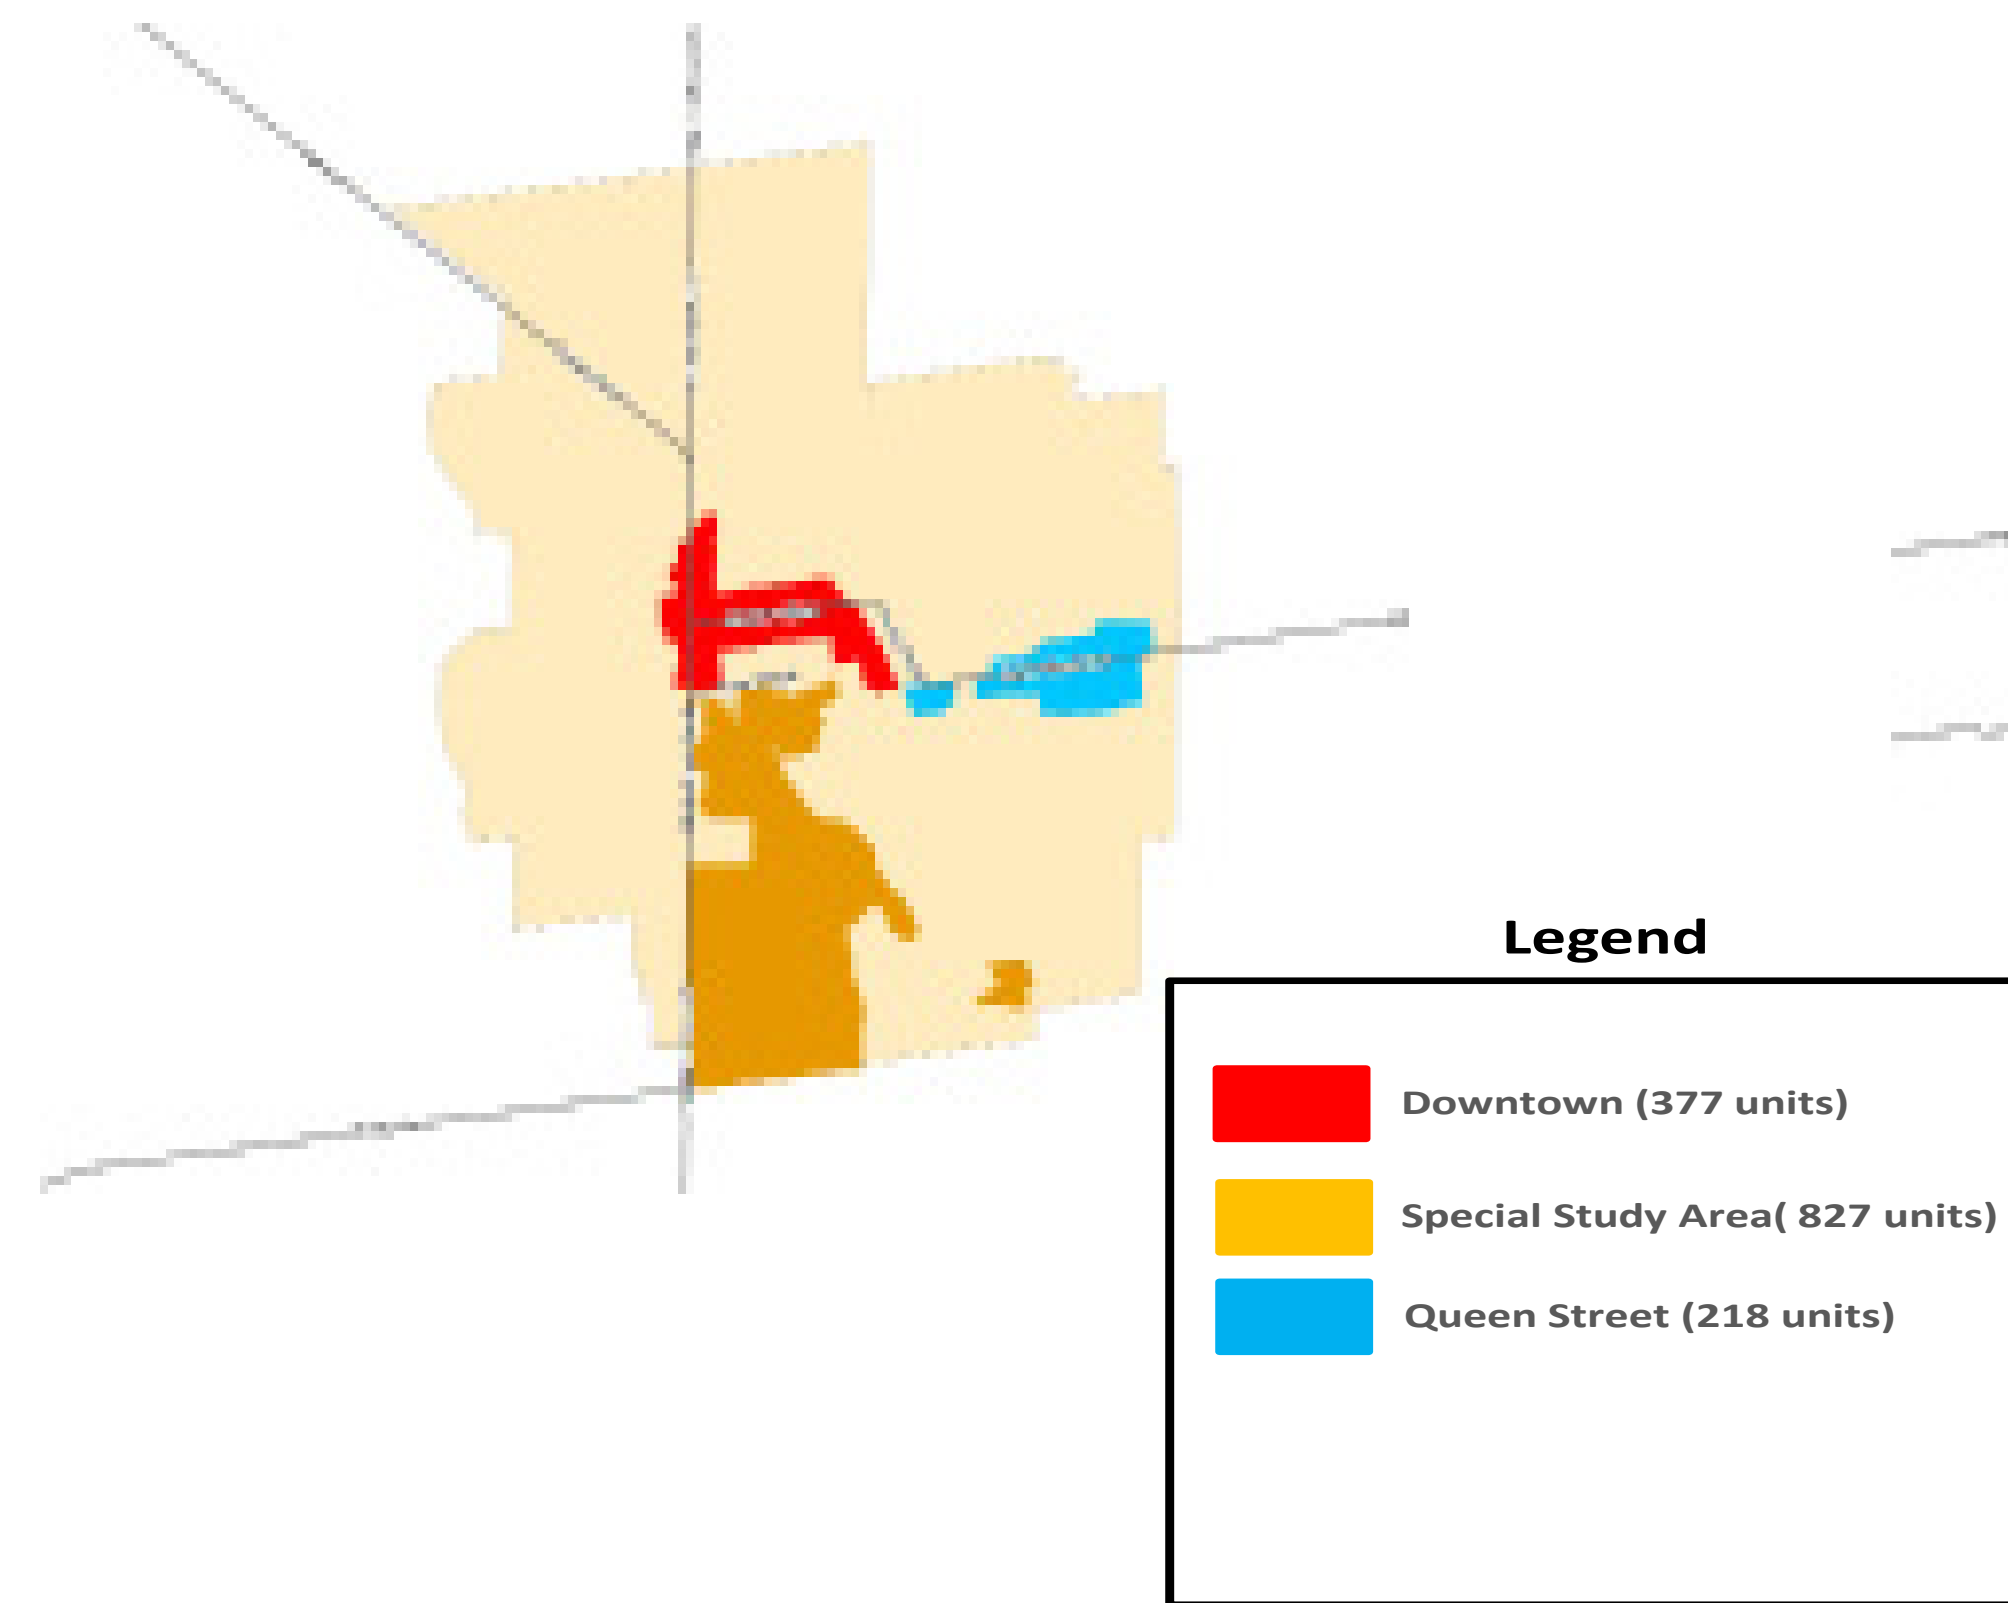 Legend
Downtown (377 units)
Special Study Area( 827 units)
Queen Street (218 units)